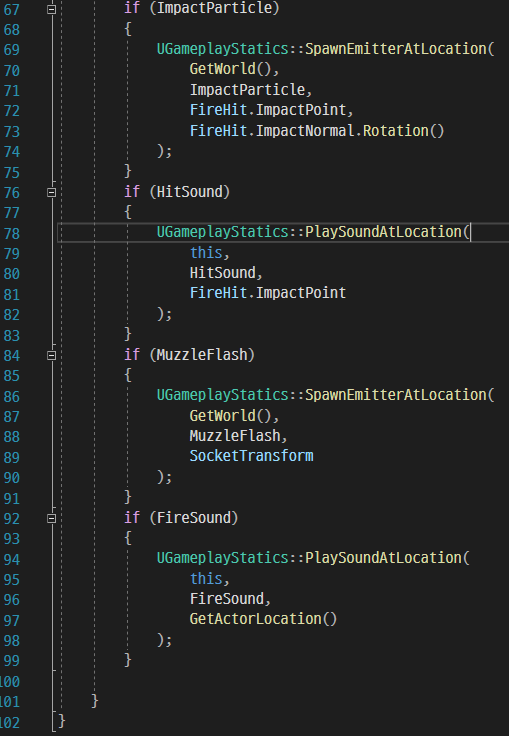 67 if (ImpactParticle)
68 {
69 UGameplayStatics::SpawnEmitterAtLocation(
70 GetWorld(),
71 ImpactParticle,
72 FireHit.ImpactPoint,
73 FireHit.ImpactNormal.Rotation()
74 );
75 }
76 if (HitSound)
77 {
78 UGameplayStatics::PlaySoundAtLocation(
79 this,
80 HitSound,
81 FireHit.ImpactPoint
82 );
83 }
84 if (MuzzleFlash)
85 {
86 UGameplayStatics::SpawnEmitterAtLocation(
87 GetWorld(),
88 MuzzleFlash,
89 SocketTransform
90 );
91 }
92 if (FireSound)
93 {
94 UGameplayStatics::PlaySoundAtLocation(
95 this,
96 FireSound,
97 GetActorLocation()
98 );
99 }
100
101 }
102 }